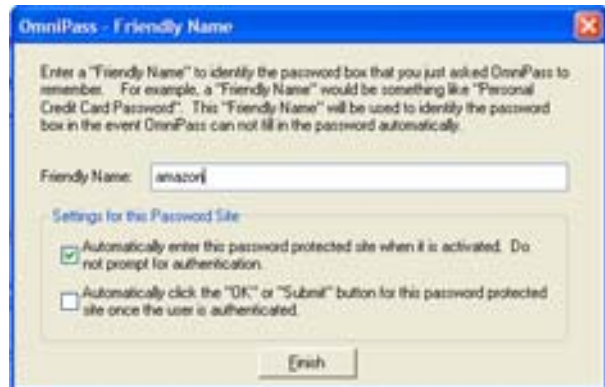 OmniPass - Friendly Name
Enter a "Friendly Name" to identify the password box that you just asked OmniPass to
remember. For example, a "Friendly Name" would be something like "Personal
Credit Card Password". This "Friendly Name" will be used to identify the password
box in the event OmniPass can not fill in the password automatically.
Friendly Name: amazon
Settings for this Password Site
Automatically enter this password protected site when it is activated. Do
not prompt for authentication.
Automatically click the "OK" or "Submit" button for this password protected
site once the user is authenticated.
Finish